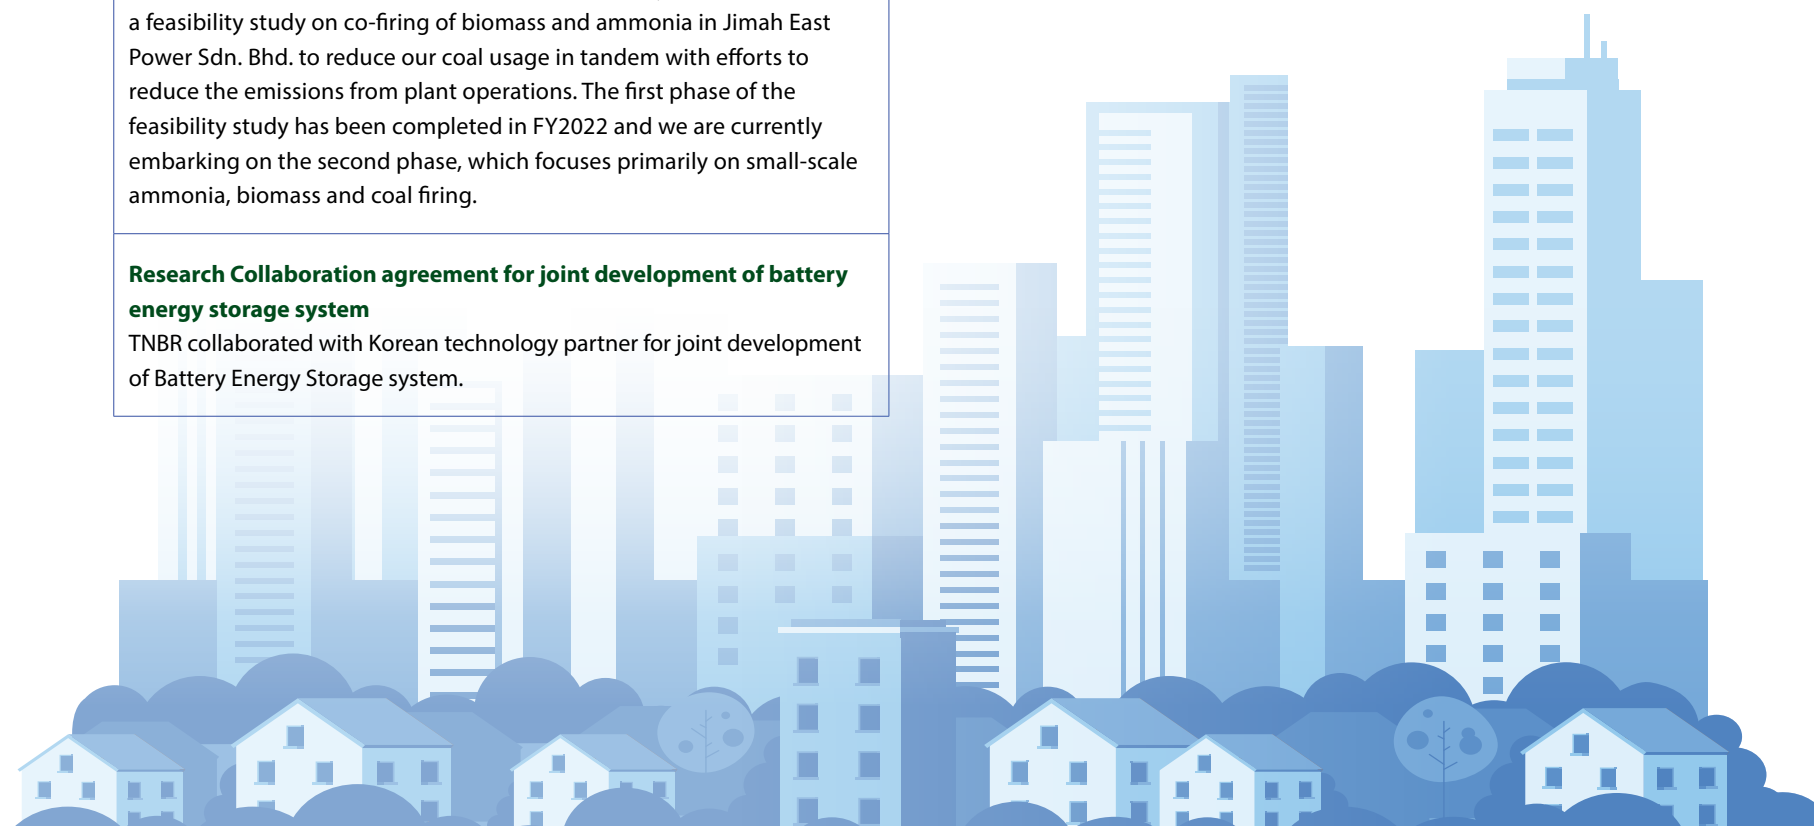 a feasibility study on co-firing of biomass and ammonia in Jimah East
Power Sdn. Bhd. to reduce our coal usage in tandem with efforts to
reduce the emissions from plant operations. The first phase of the
feasibility study has been completed in FY2022 and we are currently
embarking on the second phase, which focuses primarily on small-scale
ammonia, biomass and coal firing.
Research Collaboration agreement for joint development of battery
energy storage system
TNBR collaborated with Korean technology partner for joint development
of Battery Energy Storage system.